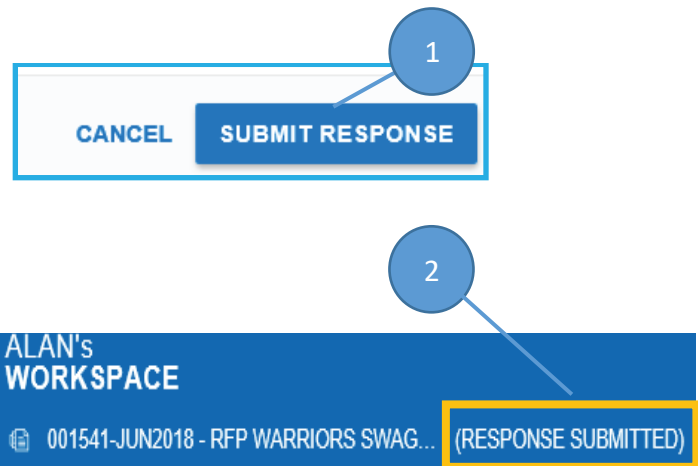 1
CANCEL SUBMIT RESPONSE
2
ALAN's
WORKSPACE
001541-JUN2018 - RFP WARRIORS SWAG... (RESPONSE SUBMITTED)